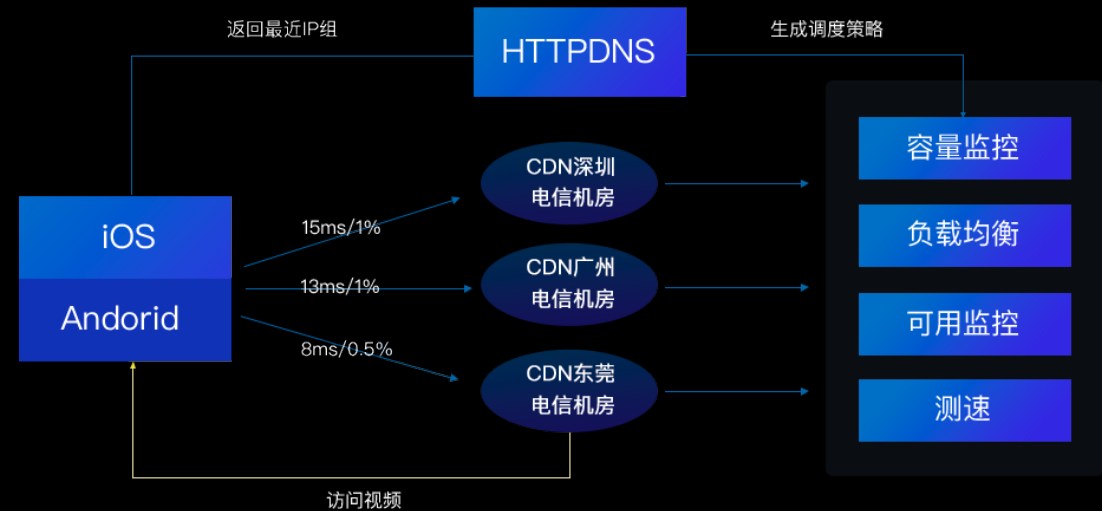 返回最近IP组
HTTPDNS
生成调度策略
iOS
Andorid
15ms/1%
13ms/1%
8ms/0.5%
CDN深圳
电信机房
CDN广州
电信机房
CDN东莞
电信机房
容量监控
负载均衡
可用监控
测速
访问视频